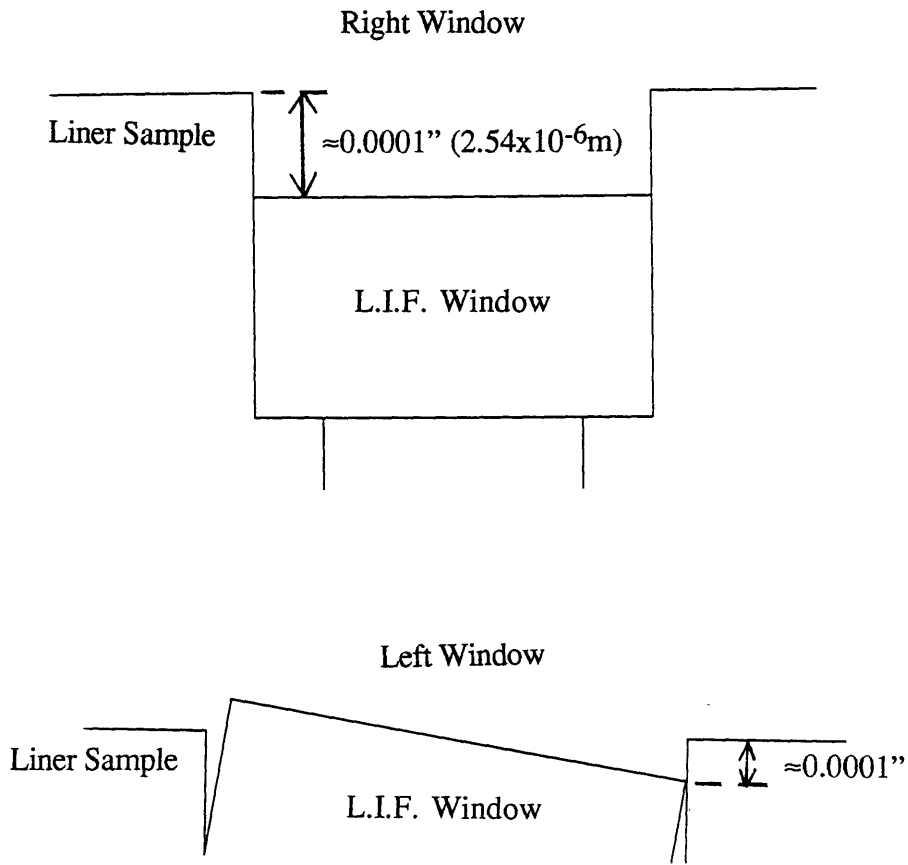 Right Window
Liner Sample
≈0.0001” (2.54x10-6m)
L.I.F. Window
Left Window
Liner Sample
≈0.0001”
L.I.F. Window